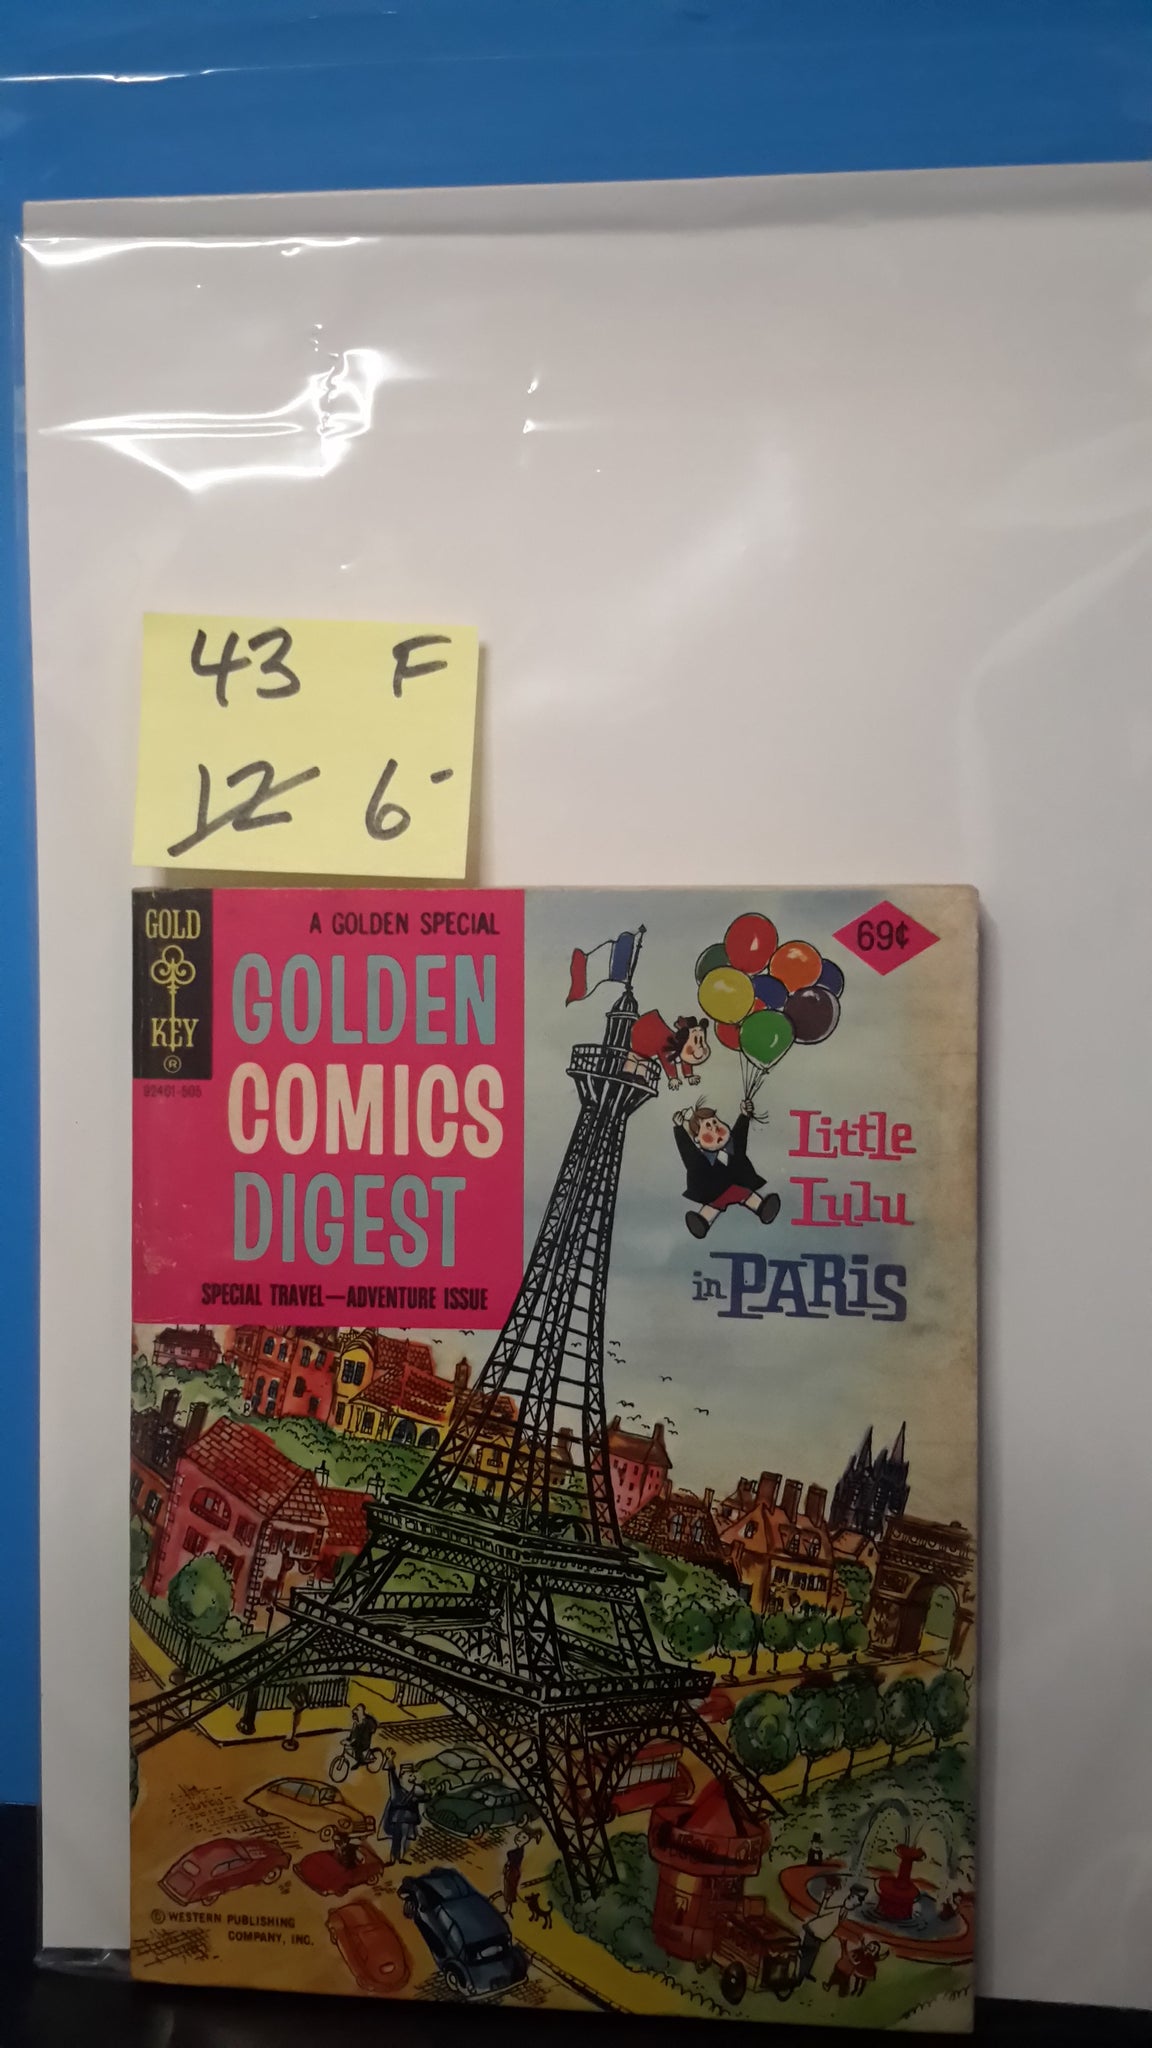 43 F
12 6-
GOLD
KEY
®
92401-505
A GOLDEN SPECIAL
GOLDEN
COMICS
DIGEST
SPECIAL TRAVEL—ADVENTURE ISSUE
69¢
Little
Lulu
in PARIS
© WESTERN PUBLISHING
COMPANY, INC.